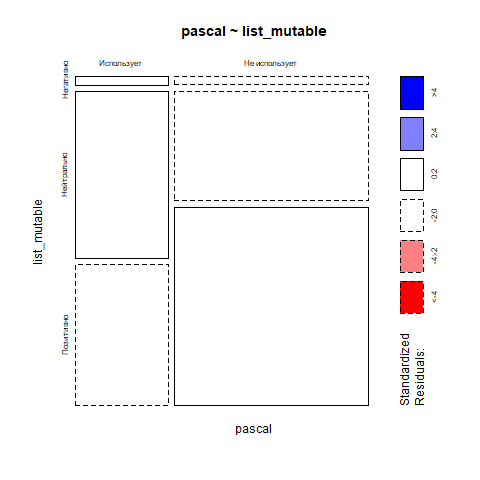 pascal ~ list_mutable
Использует
Не использует
Негативно
Нейтрально
Позитивно
list_mutable
pascal
>4
2:4
0:2
-2:0
-4:-2
<-4
Standardized
Residuals: